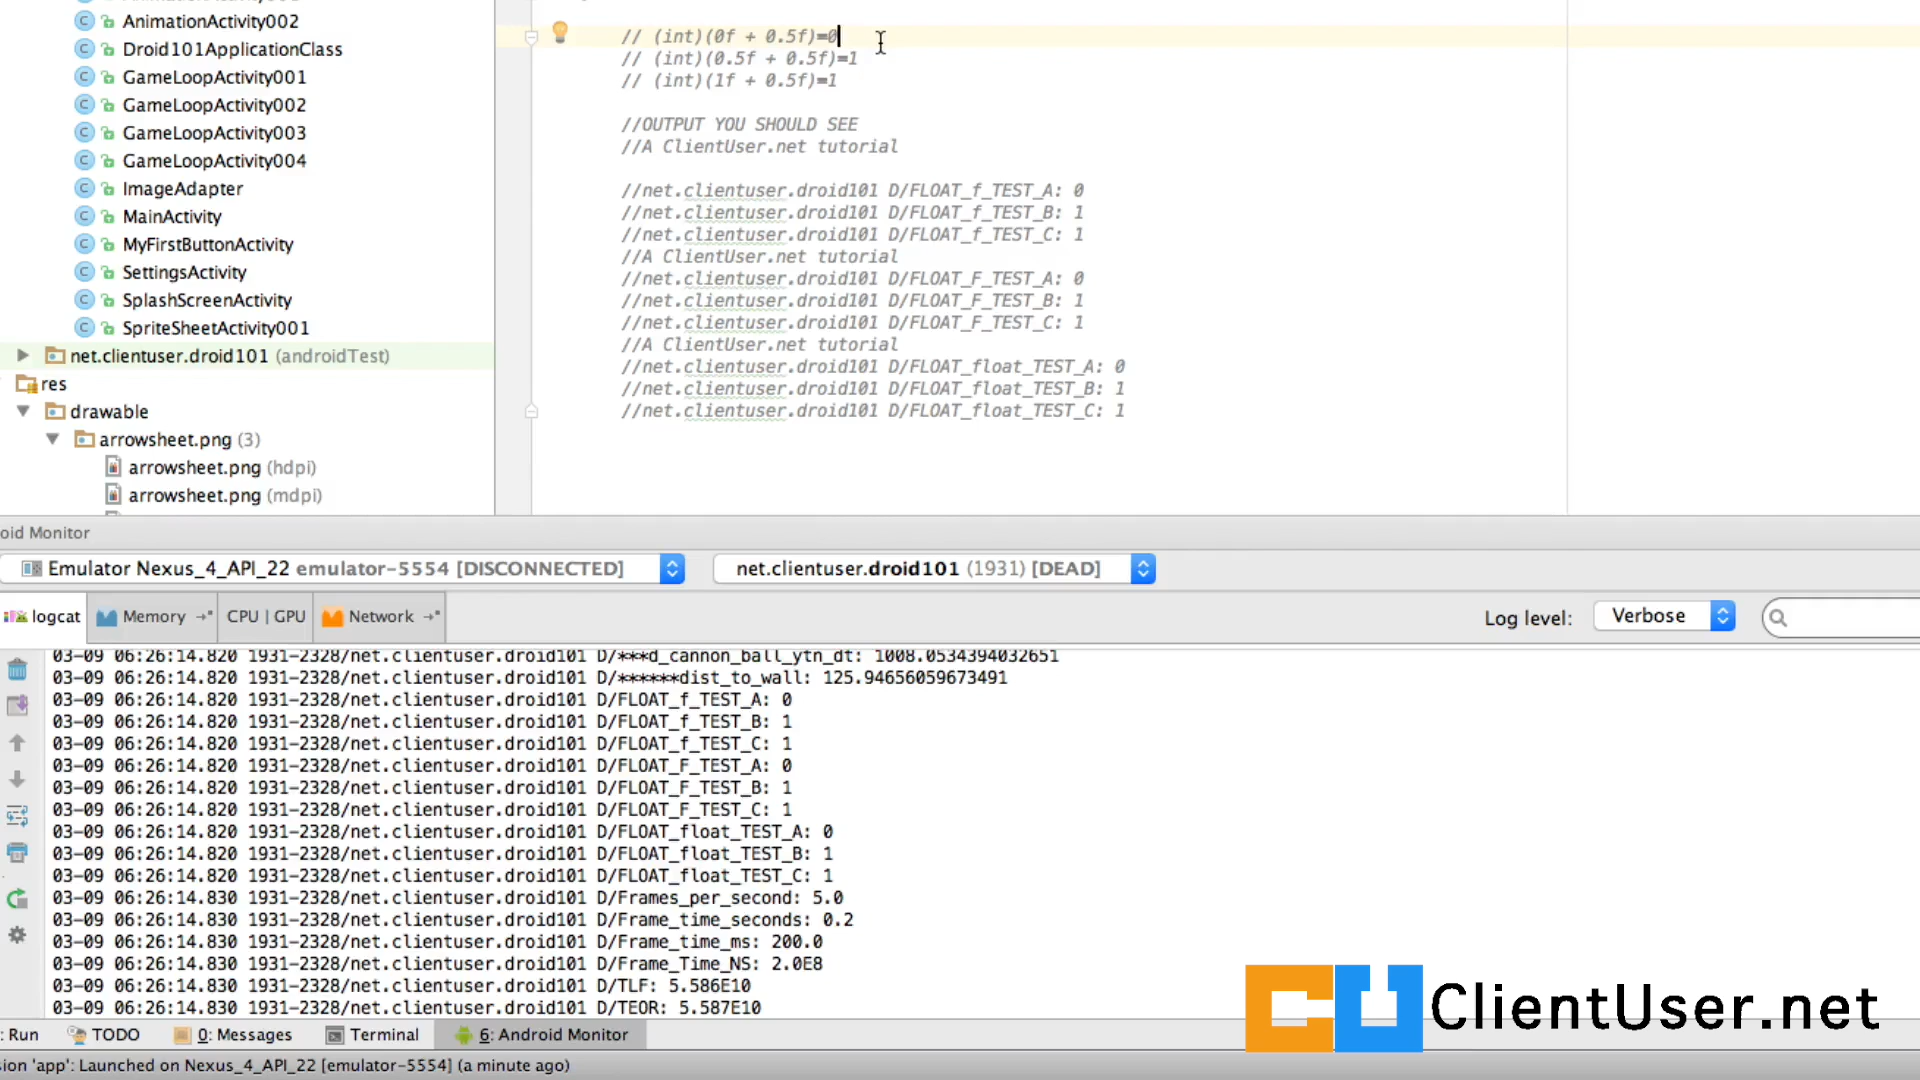 AnimationActivity002
Droid101ApplicationClass
GameLoopActivity001
GameLoopActivity002
GameLoopActivity003
GameLoopActivity004
ImageAdapter
MainActivity
MyFirstButtonActivity
SettingsActivity
SplashScreenActivity
SpriteSheetActivity001
net.clientuser.droid101 (androidTest)
res
drawable
arrowsheet.png (3)
arrowsheet.png (hdpi)
arrowsheet.png (mdpi)
// (int)(0f + 0.5f)=0
// (int)(0.5f + 0.5f)=1
// (int)(1f + 0.5f)=1
//OUTPUT YOU SHOULD SEE
//A ClientUser.net tutorial
//net.clientuser.droid101 D/FLOAT_f_TEST_A: 0
//net.clientuser.droid101 D/FLOAT_f_TEST_B: 1
//net.clientuser.droid101 D/FLOAT_f_TEST_C: 1
//A ClientUser.net tutorial
//net.clientuser.droid101 D/FLOAT_F_TEST_A: 0
//net.clientuser.droid101 D/FLOAT_F_TEST_B: 1
//net.clientuser.droid101 D/FLOAT_F_TEST_C: 1
//A ClientUser.net tutorial
//net.clientuser.droid101 D/FLOAT_float_TEST_A: 0
//net.clientuser.droid101 D/FLOAT_float_TEST_B: 1
//net.clientuser.droid101 D/FLOAT_float_TEST_C: 1
oid Monitor
Emulator Nexus_4_API_22 emulator-5554 [DISCONNECTED] net.clientuser.droid101 (1931) [DEAD]
logcat Memory CPU | GPU Network Log level: Verbose
03-09 06:26:14.820 1931-2328/net.clientuser.droid101 D/***d_cannon_ball_ytn_dt: 1008.0534394032651
03-09 06:26:14.820 1931-2328/net.clientuser.droid101 D/******dist_to_wall: 125.94656059673491
03-09 06:26:14.820 1931-2328/net.clientuser.droid101 D/FLOAT_f_TEST_A: 0
03-09 06:26:14.820 1931-2328/net.clientuser.droid101 D/FLOAT_f_TEST_B: 1
03-09 06:26:14.820 1931-2328/net.clientuser.droid101 D/FLOAT_f_TEST_C: 1
03-09 06:26:14.820 1931-2328/net.clientuser.droid101 D/FLOAT_F_TEST_A: 0
03-09 06:26:14.820 1931-2328/net.clientuser.droid101 D/FLOAT_F_TEST_B: 1
03-09 06:26:14.820 1931-2328/net.clientuser.droid101 D/FLOAT_F_TEST_C: 1
03-09 06:26:14.820 1931-2328/net.clientuser.droid101 D/FLOAT_float_TEST_A: 0
03-09 06:26:14.820 1931-2328/net.clientuser.droid101 D/FLOAT_float_TEST_B: 1
03-09 06:26:14.820 1931-2328/net.clientuser.droid101 D/FLOAT_float_TEST_C: 1
03-09 06:26:14.830 1931-2328/net.clientuser.droid101 D/Frames_per_second: 5.0
03-09 06:26:14.830 1931-2328/net.clientuser.droid101 D/Frame_time_seconds: 0.2
03-09 06:26:14.830 1931-2328/net.clientuser.droid101 D/Frame_time_ms: 200.0
03-09 06:26:14.830 1931-2328/net.clientuser.droid101 D/Frame_Time_NS: 2.0E8
03-09 06:26:14.830 1931-2328/net.clientuser.droid101 D/TLF: 5.586E10
03-09 06:26:14.830 1931-2328/net.clientuser.droid101 D/TEOR: 5.587E10
ClientUser.net
: Run TODO 0: Messages Terminal 6: Android Monitor
sion 'app': Launched on Nexus_4_API_22 [emulator-5554] (a minute ago)